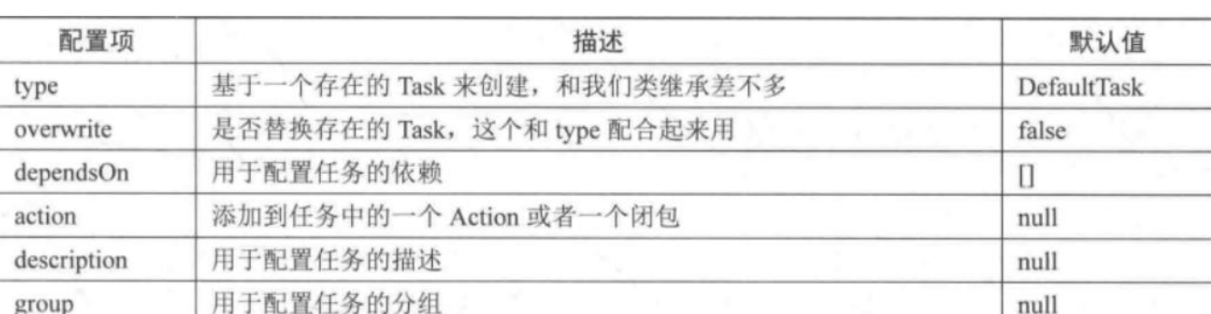 配置项 描述 默认值
type 基于一个存在的 Task 来创建，和我们类继承差不多 DefaultTask
overwrite 是否替换存在的 Task，这个和 type 配合起来用 false
dependsOn 用于配置任务的依赖 []
action 添加到任务中的一个 Action 或者一个闭包 null
description 用于配置任务的描述 null
group 用于配置任务的分组 null